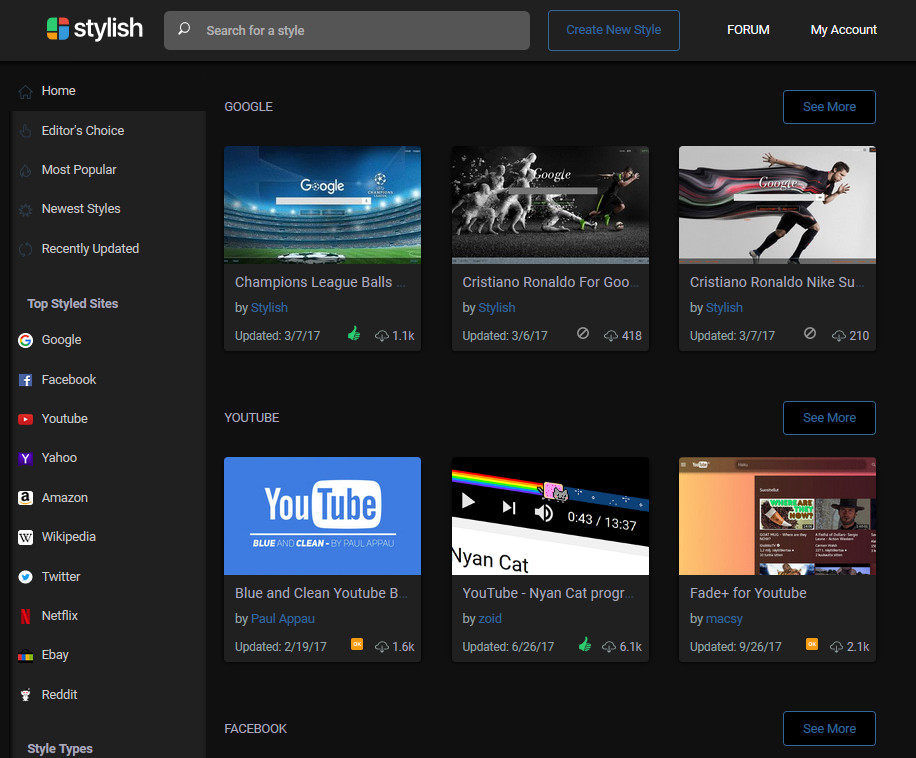 stylish
Search for a style
Create New Style
FORUM
My Account
Home
Editor's Choice
Most Popular
Newest Styles
Recently Updated
Top Styled Sites
Google
Facebook
Youtube
Yahoo
Amazon
Wikipedia
Twitter
Netflix
Ebay
Reddit
Style Types
GOOGLE
See More
Google
CHAMPIONS
Champions League Balls ...
by Stylish
Updated: 3/7/17
1.1k
Google
Cristiano Ronaldo For Goo...
by Stylish
Updated: 3/6/17
418
Google
Cristiano Ronaldo Nike Su...
by Stylish
Updated: 3/7/17
210
YOUTUBE
See More
YouTube
BLUE AND CLEAN - BY PAUL APPAU
Blue and Clean Youtube B...
by Paul Appau
Updated: 2/19/17
OK
1.6k
0:43 / 13:37
Nyan Cat
YouTube - Nyan Cat progr...
by zoid
Updated: 6/26/17
6.1k
YouTube
WHERE ARE
THEY
NOW?
Fade+ for Youtube
by macsy
Updated: 9/26/17
OK
2.1k
FACEBOOK
See More